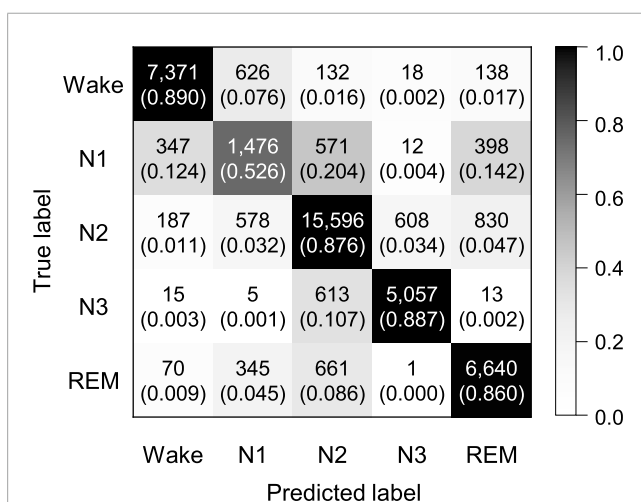 Wake 7,371 626 132 18 138
(0.890) (0.076) (0.016) (0.002) (0.017)
N1 347 1,476 571 12 398
(0.124) (0.526) (0.204) (0.004) (0.142)
N2 187 578 15,596 608 830
(0.011) (0.032) (0.876) (0.034) (0.047)
N3 15 5 613 5,057 13
(0.003) (0.001) (0.107) (0.887) (0.002)
REM 70 345 661 1 6,640
(0.009) (0.045) (0.086) (0.000) (0.860)
Wake N1 N2 N3 REM
Predicted label
True label
1.0
0.8
0.6
0.4
0.2
0.0